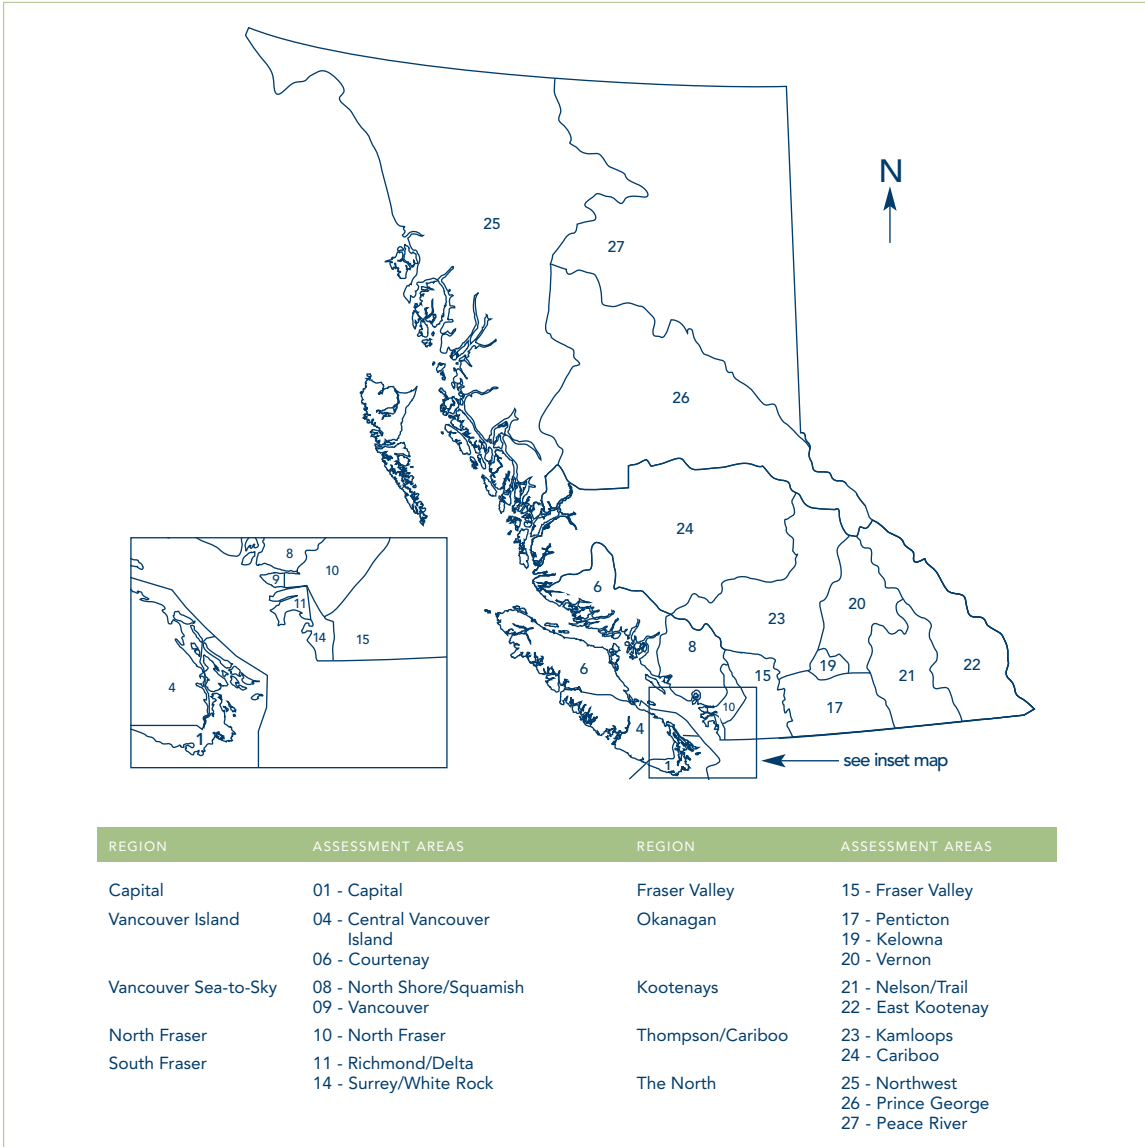 N
25
27
26
24
6
23
20
8
6
15
19
21
22
10
17
4
1
see inset map
8
10
9
11
14
15
4
1
REGION ASSESSMENT AREAS REGION ASSESSMENT AREAS
Capital 01 - Capital
Vancouver Island 04 - Central Vancouver
Island
06 - Courtenay
Vancouver Sea-to-Sky 08 - North Shore/Squamish
09 - Vancouver
North Fraser 10 - North Fraser
South Fraser 11 - Richmond/Delta
14 - Surrey/White Rock
Fraser Valley 15 - Fraser Valley
Okanagan 17 - Penticton
19 - Kelowna
20 - Vernon
Kootenays 21 - Nelson/Trail
22 - East Kootenay
Thompson/Cariboo 23 - Kamloops
24 - Cariboo
The North 25 - Northwest
26 - Prince George
27 - Peace River